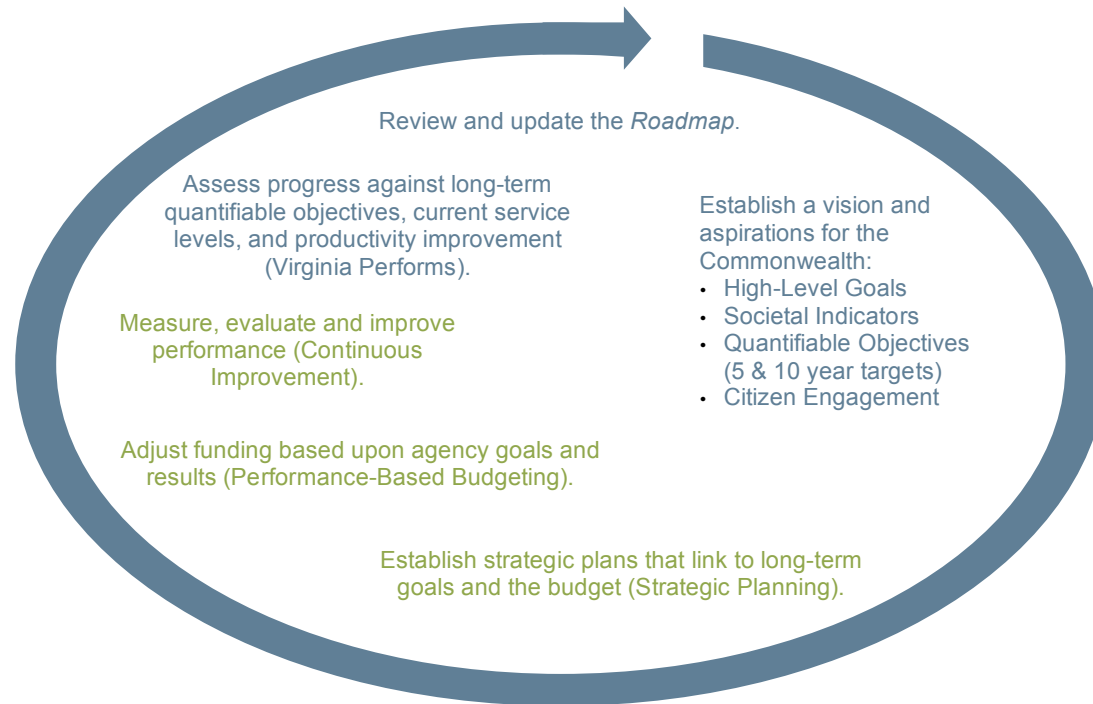 Review and update the Roadmap.
Assess progress against long-term
quantifiable objectives, current service
levels, and productivity improvement
(Virginia Performs).
Establish a vision and
aspirations for the
Commonwealth:
• High-Level Goals
• Societal Indicators
• Quantifiable Objectives
(5 & 10 year targets)
• Citizen Engagement
Measure, evaluate and improve
performance (Continuous
Improvement).
Adjust funding based upon agency goals and
results (Performance-Based Budgeting).
Establish strategic plans that link to long-term
goals and the budget (Strategic Planning).